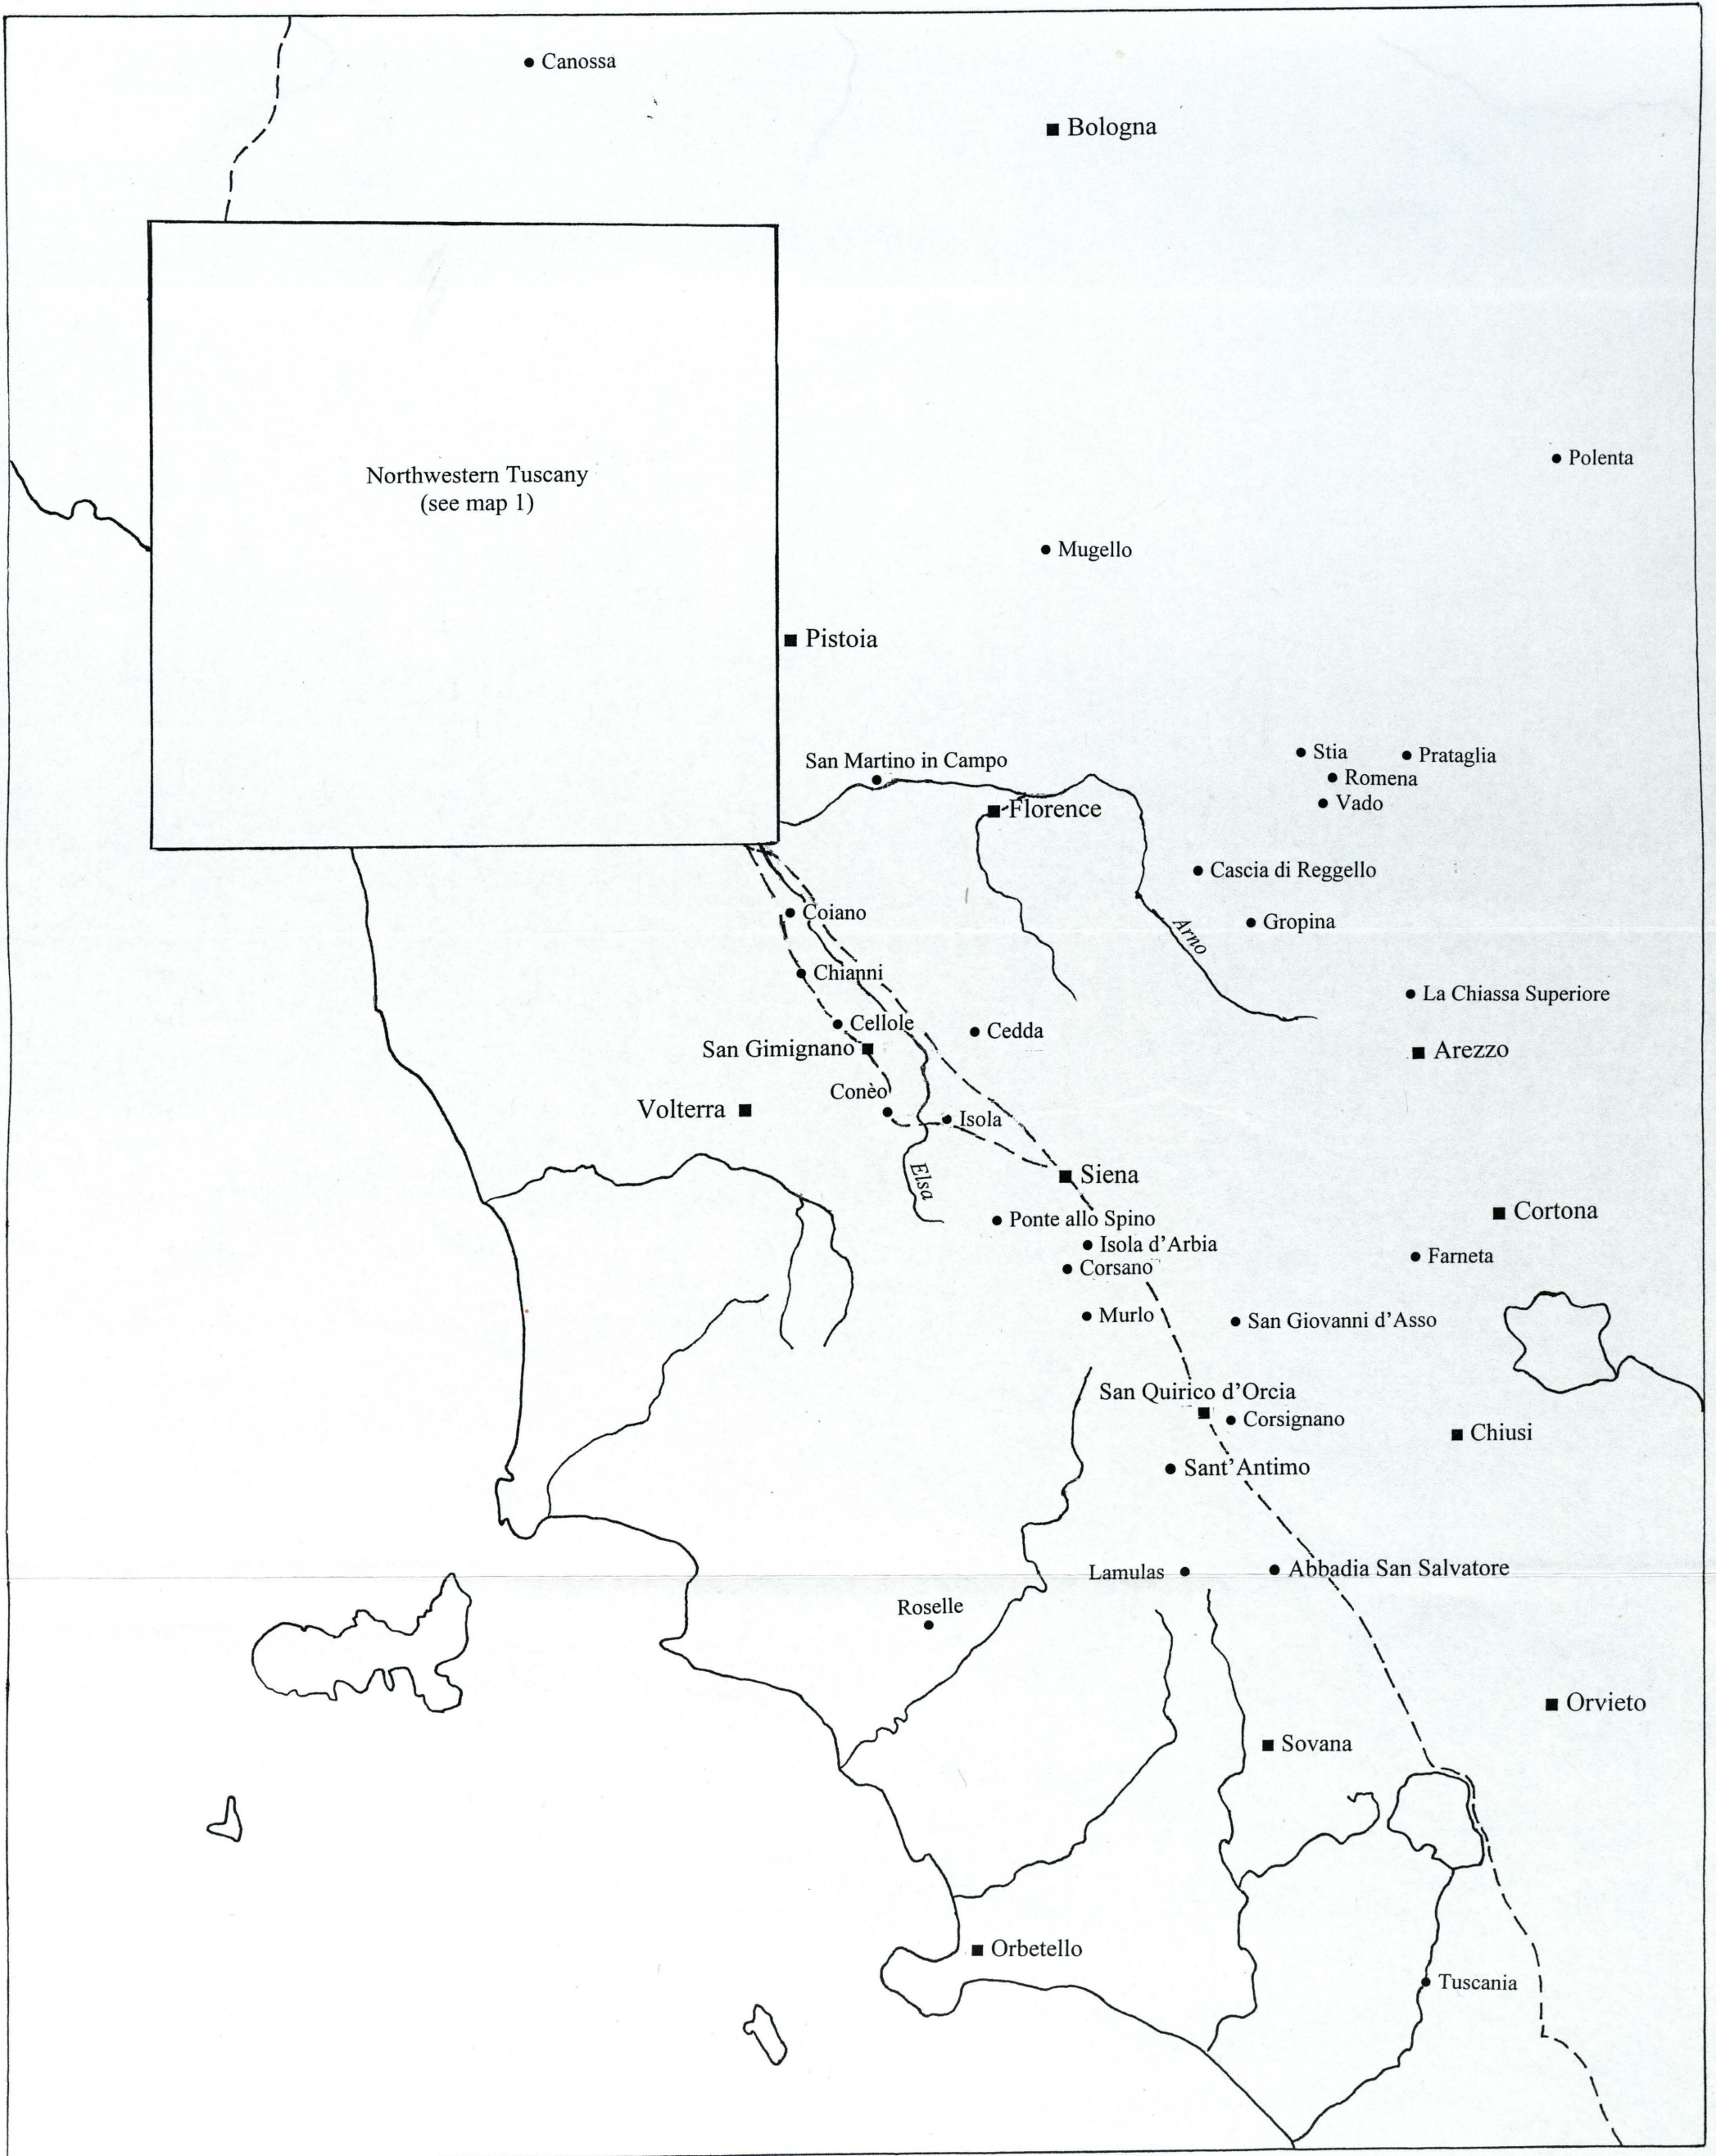 Canossa
Bologna
Northwestern Tuscany
(see map 1)
Polenta
Mugello
Pistoia
San Martino in Campo
Stia
Prataglia
Romena
Vado
Florence
Cascia di Reggello
Coiano
Gropina
Arno
Chianni
La Chiassa Superiore
Cellole
Cedda
San Gimignano
Arezzo
Conèo
Volterra
Isola
Elsa
Siena
Cortona
Ponte allo Spino
Isola d’Arbia
Farneta
Corsano
Murlo
San Giovanni d’Asso
San Quirico d’Orcia
Corsignano
Chiusi
Sant’Antimo
Lamulas
Abbadia San Salvatore
Roselle
Orvieto
Sovana
Orbetello
Tuscania